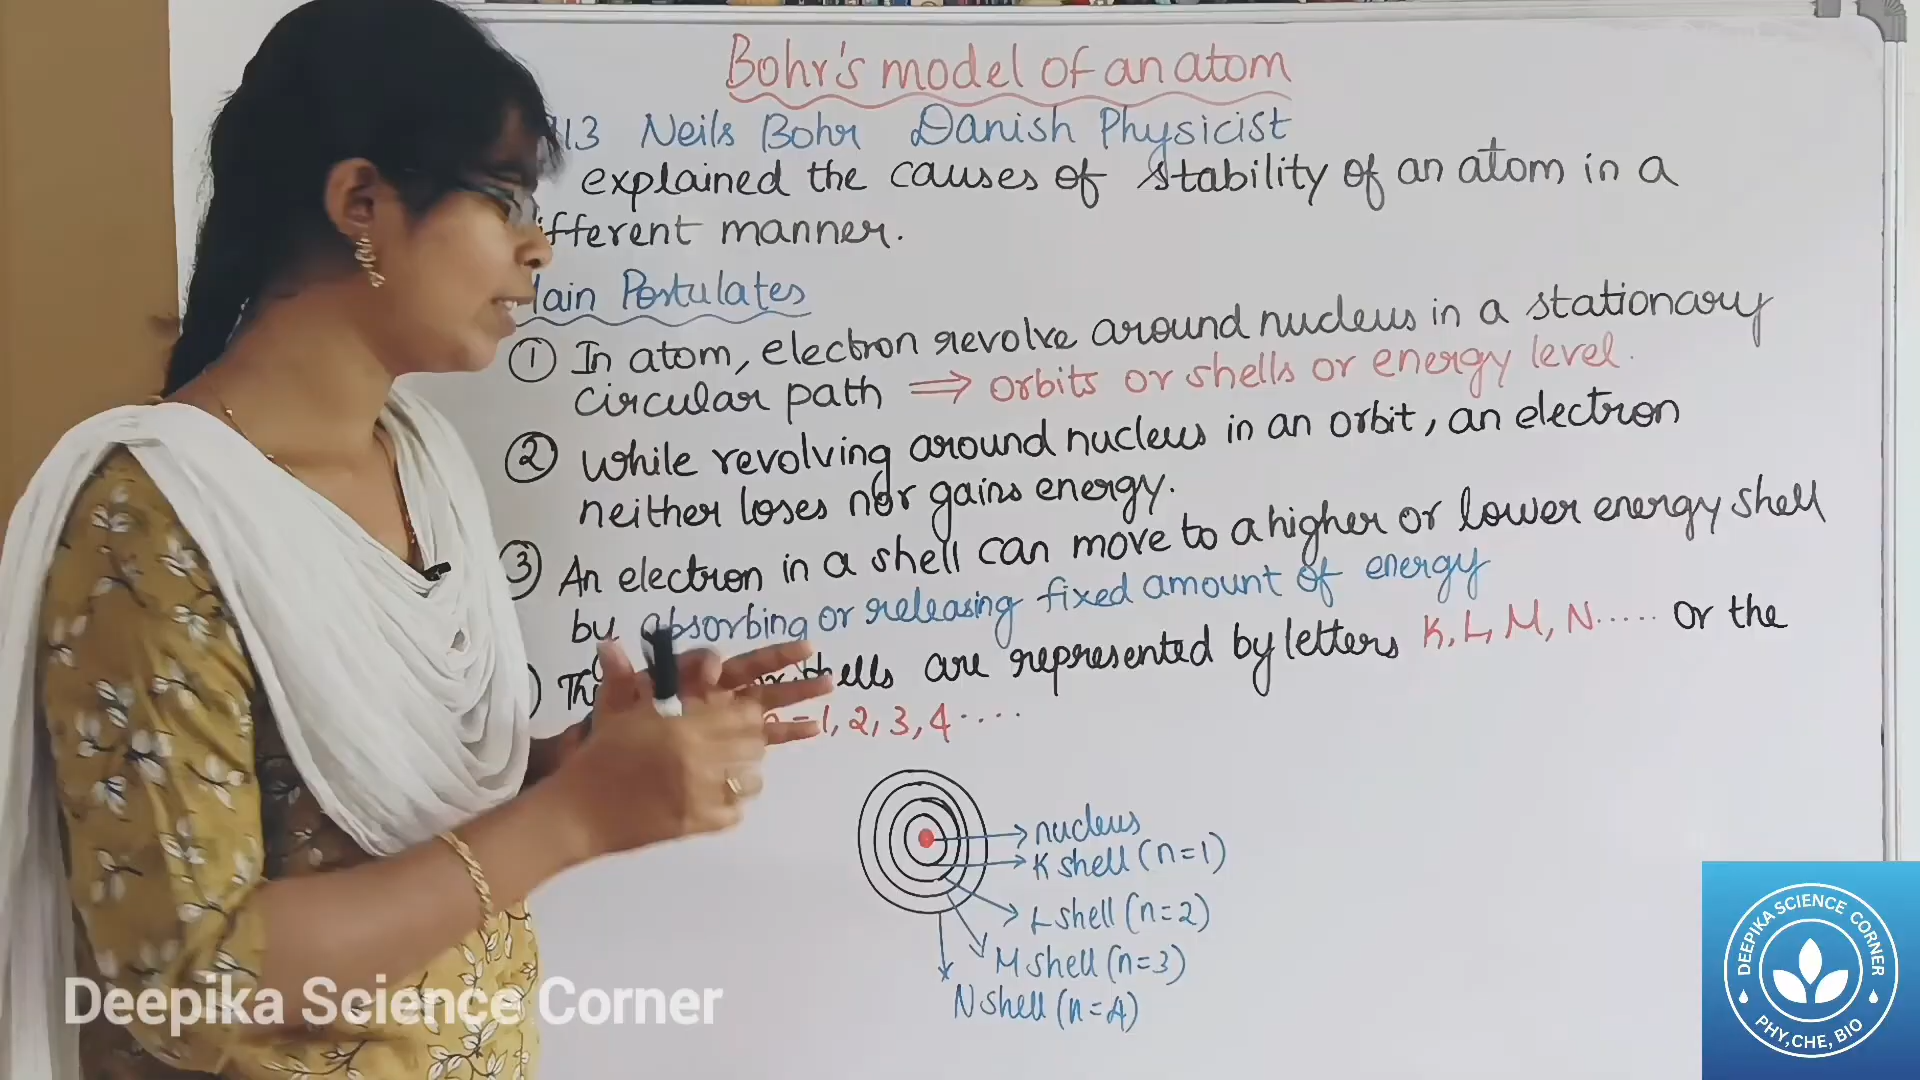 Bohr's model of an atom
13 Neils Bohr Danish Physicist
explained the causes of stability of an atom in a
ifferent manner.
Main Postulates
① In atom, electron revolve around nucleus in a stationary
circular path ⇒ orbits or shells or energy level.
② While revolving around nucleus in an orbit, an electron
neither loses nor gains energy.
③ An electron in a shell can move to a higher or lower energy shell
by absorbing or releasing fixed amount of energy
shells are represented by letters K, L, M, N..... or the
= 1, 2, 3, 4....
nucleus
K shell (n=1)
L shell (n=2)
M shell (n=3)
N shell (n=4)
Deepika Science Corner
DEEPIKA SCIENCE CORNER
PHY,CHE, BIO